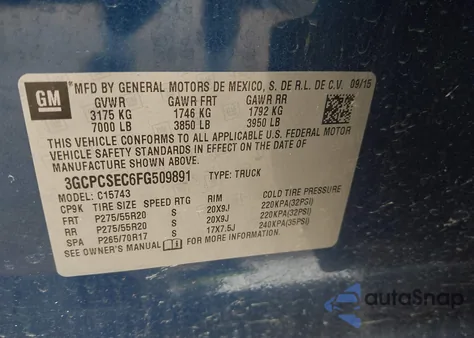 GM
MFD BY GENERAL MOTORS DE MEXICO, S. DE R.L. DE C.V. 09/15
GVWR GAWR FRT GAWR RR
3175 KG 1746 KG 1792 KG
7000 LB 3850 LB 3950 LB
THIS VEHICLE CONFORMS TO ALL APPLICABLE U.S. FEDERAL MOTOR
VEHICLE SAFETY AND THEFT PREVENTION STANDARDS IN EFFECT ON
THE DATE OF MANUFACTURE SHOWN ABOVE.
3GCPCSEC6FG509891 TYPE: TRUCK
MODEL: C15743
CP9K TIRE SIZE SPEED RTG RIM COLD TIRE PRESSURE
FRT P275/55R20 S 20X9J 220KPA(32PSI)
RR P275/55R20 S 20X9J 220KPA(32PSI)
SPA P265/70R17 S 17X7.5J 240KPA(35PSI)
SEE OWNER'S MANUAL
autoSnap